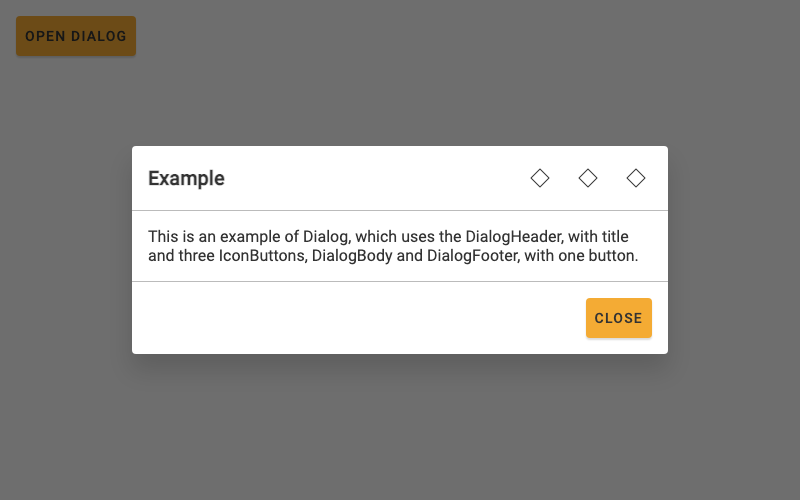 OPEN DIALOG
Example
This is an example of Dialog, which uses the DialogHeader, with title
and three IconButtons, DialogBody and DialogFooter, with one button.
CLOSE